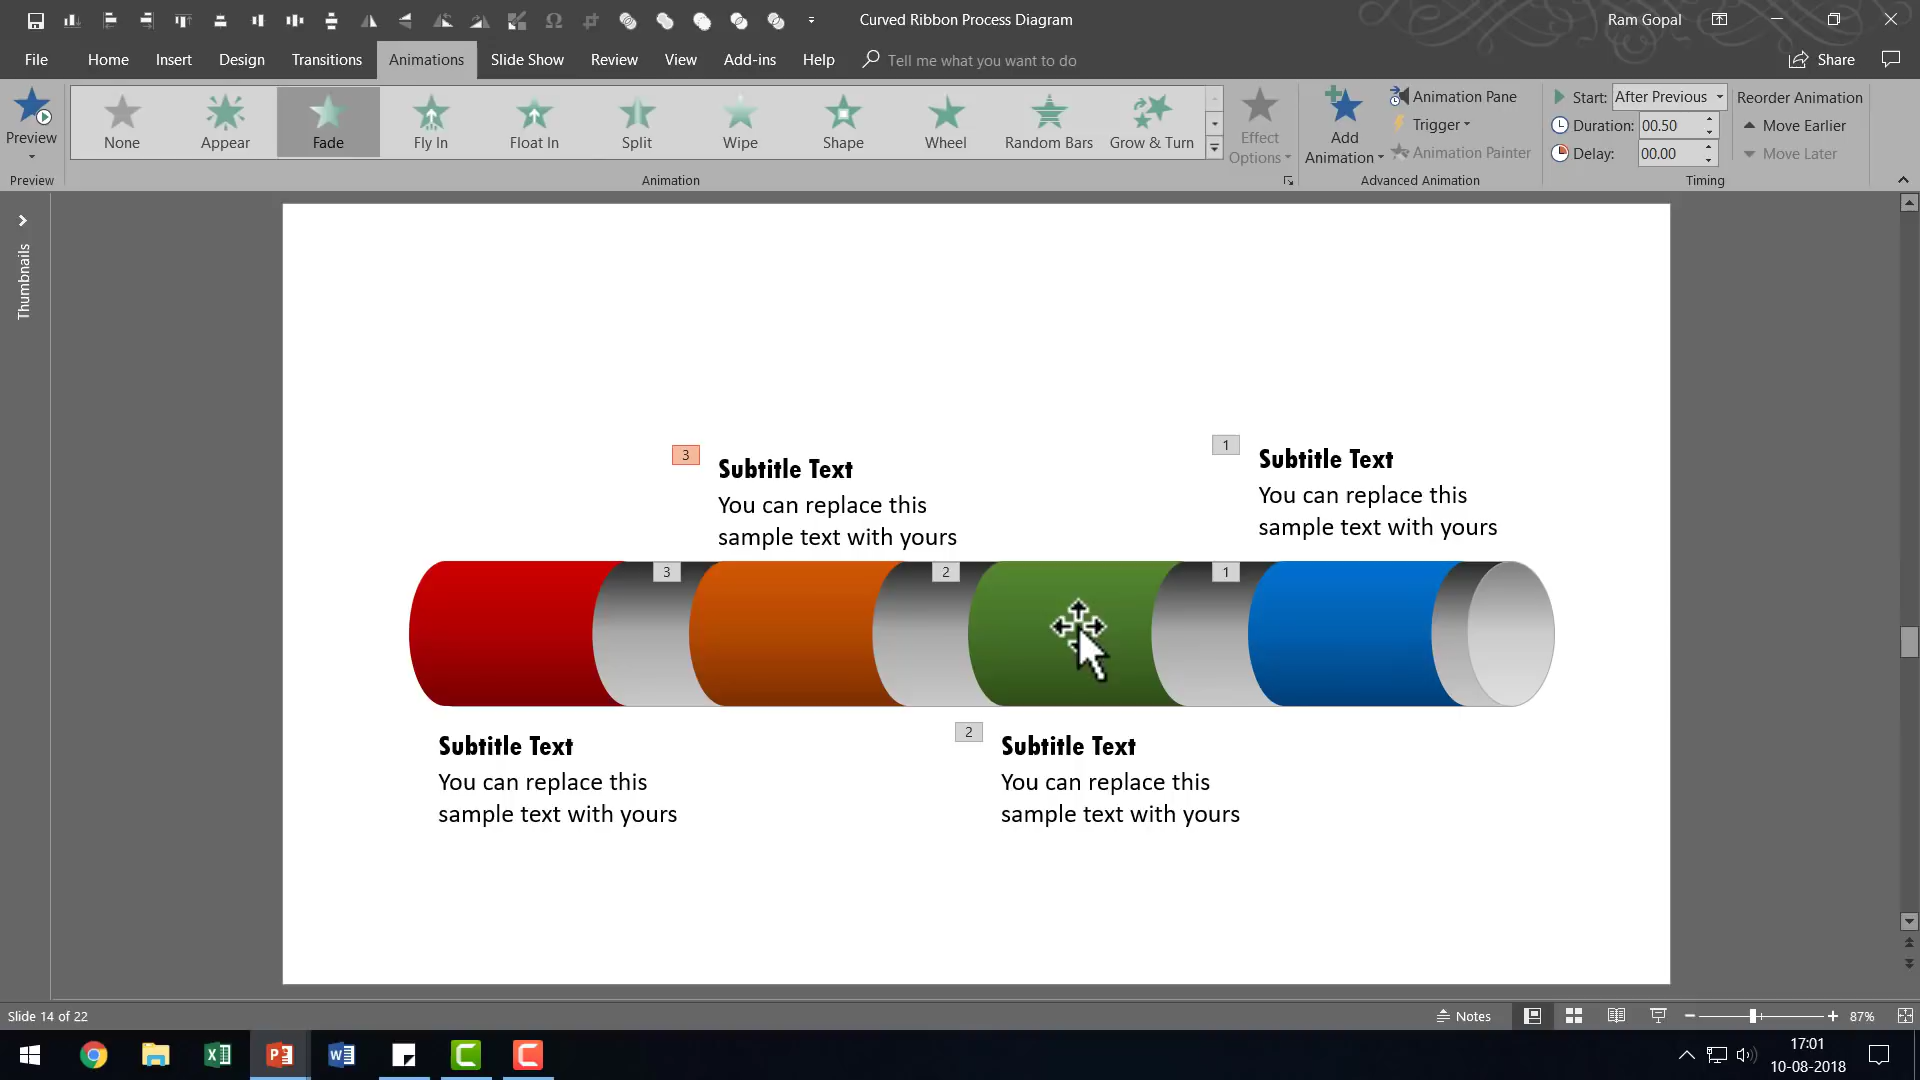 Curved Ribbon Process Diagram
Ram Gopal
File Home Insert Design Transitions Animations Slide Show Review View Add-ins Help Tell me what you want to do
Share
Preview
None Appear Fade Fly In Float In Split Wipe Shape Wheel Random Bars Grow & Turn
Effect Options
Add Animation
Animation Pane
Trigger
Animation Painter
Start: After Previous
Duration: 00.50
Delay: 00.00
Reorder Animation
Move Earlier
Move Later
Preview Animation Advanced Animation Timing
Thumbnails
3
Subtitle Text
You can replace this
sample text with yours
1
Subtitle Text
You can replace this
sample text with yours
3 2 1
Subtitle Text
You can replace this
sample text with yours
2
Subtitle Text
You can replace this
sample text with yours
Slide 14 of 22
Notes
87%
17:01
10-08-2018